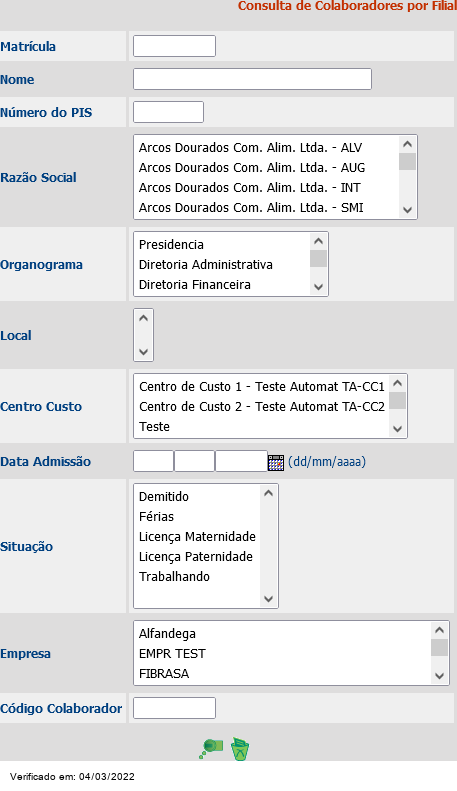 Consulta de Colaboradores por Filial
Matrícula
Nome
Número do PIS
Razão Social
Arcos Dourados Com. Alim. Ltda. - ALV
Arcos Dourados Com. Alim. Ltda. - AUG
Arcos Dourados Com. Alim. Ltda. - INT
Arcos Dourados Com. Alim. Ltda. - SMI
Organograma
Presidencia
Diretoria Administrativa
Diretoria Financeira
Local
Centro Custo
Centro de Custo 1 - Teste Automat TA-CC1
Centro de Custo 2 - Teste Automat TA-CC2
Teste
Data Admissão
(dd/mm/aaaa)
Situação
Demitido
Férias
Licença Maternidade
Licença Paternidade
Trabalhando
Empresa
Alfandega
EMPR TEST
FIBRASA
Código Colaborador
Verificado em: 04/03/2022